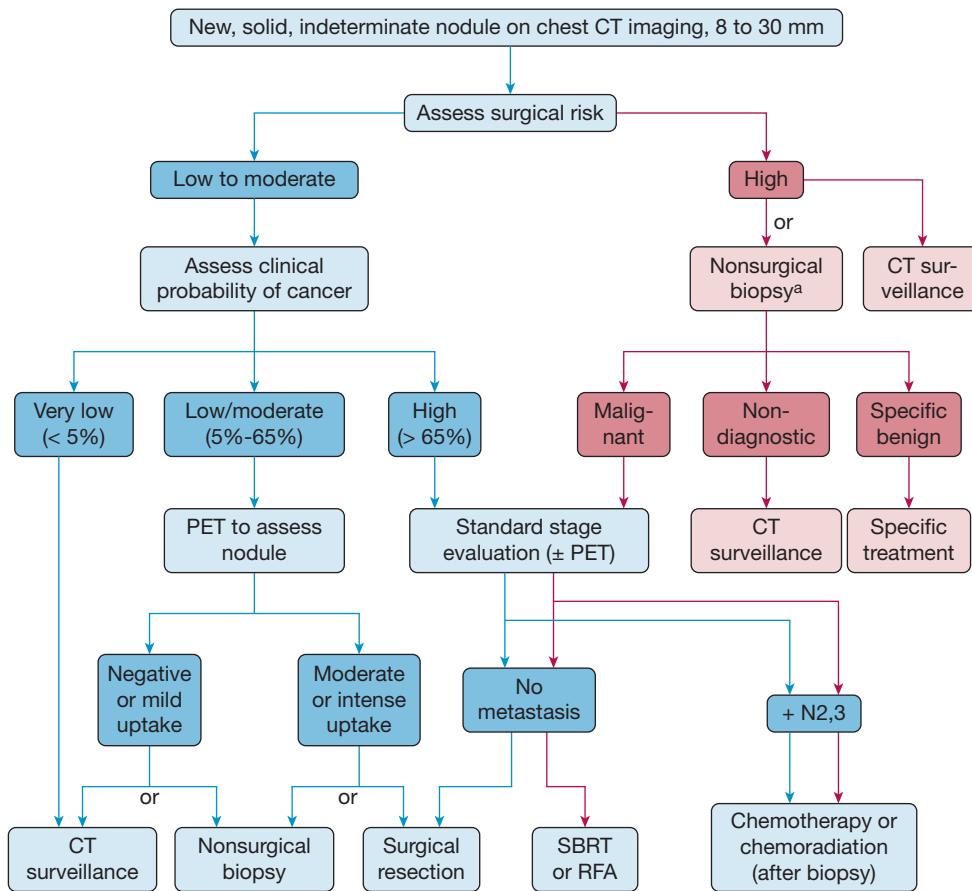 New, solid, indeterminate nodule on chest CT imaging, 8 to 30 mm
Assess surgical risk
Low to moderate
High
or
Assess clinical
probability of cancer
Nonsurgical
biopsyᵃ
CT sur-
veillance
Very low
(< 5%)
Low/moderate
(5%-65%)
High
(> 65%)
Malig-
nant
Non-
diagnostic
Specific
benign
PET to assess
nodule
Standard stage
evaluation (± PET)
CT
surveillance
Specific
treatment
Negative
or mild
uptake
Moderate
or intense
uptake
No
metastasis
+ N2,3
or
or
CT
surveillance
Nonsurgical
biopsy
Surgical
resection
SBRT
or RFA
Chemotherapy or
chemoradiation
(after biopsy)